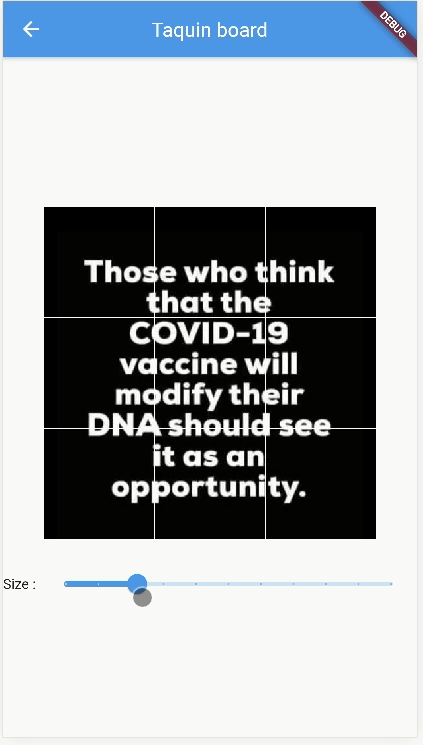 Taquin board
DEBUG
Those who think
that the
COVID-19
vaccine will
modify their
DNA should see
it as an
opportunity.
Size :